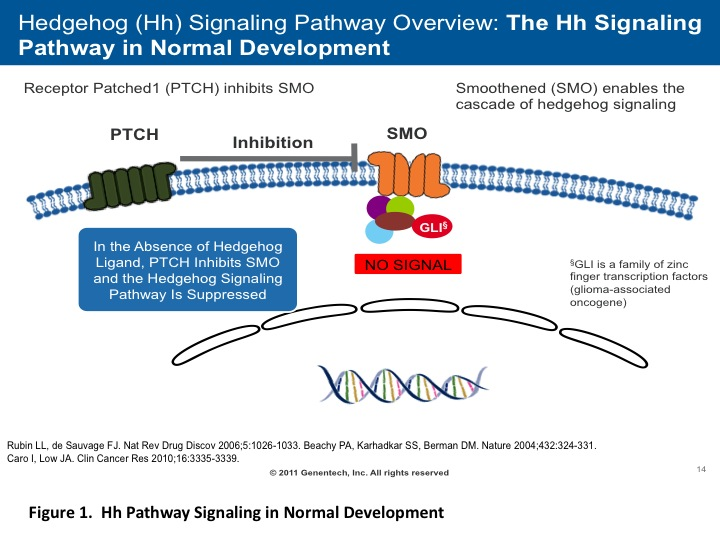 Hedgehog (Hh) Signaling Pathway Overview: The Hh Signaling
Pathway in Normal Development
Receptor Patched1 (PTCH) inhibits SMO
Smoothened (SMO) enables the
cascade of hedgehog signaling
PTCH
Inhibition
SMO
GLI§
In the Absence of Hedgehog
Ligand, PTCH Inhibits SMO
and the Hedgehog Signaling
Pathway Is Suppressed
NO SIGNAL
§GLI is a family of zinc
finger transcription factors
(glioma-associated
oncogene)
Rubin LL, de Sauvage FJ. Nat Rev Drug Discov 2006;5:1026-1033. Beachy PA, Karhadkar SS, Berman DM. Nature 2004;432:324-331.
Caro I, Low JA. Clin Cancer Res 2010;16:3335-3339.
© 2011 Genentech, Inc. All rights reserved
14
Figure 1. Hh Pathway Signaling in Normal Development